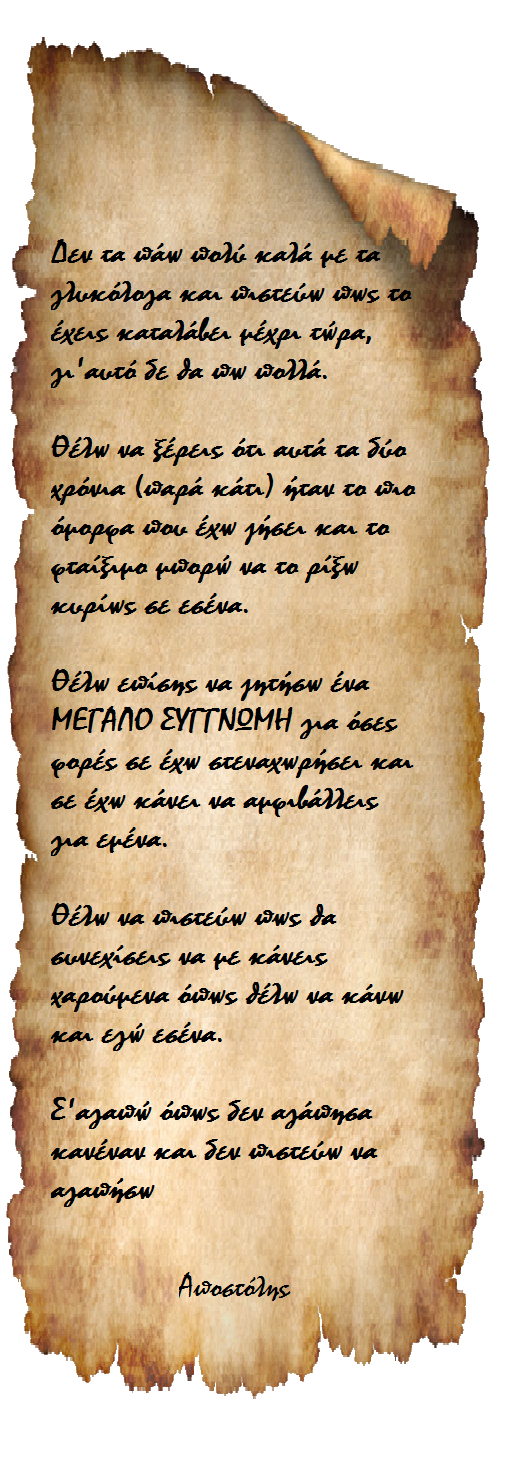 Δεν τα πάω πολύ καλά με τα
γλυκόλογα και πιστεύω πως το
έχεις καταλάβει μέχρι τώρα,
γι'αυτό δε θα πω πολλά.
Θέλω να ξέρεις ότι αυτά τα δύο
χρόνια (παρά κάτι) ήταν το πιο
όμορφα που έχω ζήσει και το
φταίξιμο μπορώ να το ρίξω
κυρίως σε εσένα.
Θέλω επίσης να ζητήσω ένα
ΜΕΓΑΛΟ ΣΥΓΓΝΩΜΗ για όσες
φορές σε έχω στεναχωρήσει και
σε έχω κάνει να αμφιβάλλεις
για εμένα.
Θέλω να πιστεύω πως θα
συνεχίσεις να με κάνεις
χαρούμενα όπως θέλω να κάνω
και εγώ εσένα.
Σ'αγαπώ όπως δεν αγάπησα
κανέναν και δεν πιστεύω να
αγαπήσω
Αποστόλης